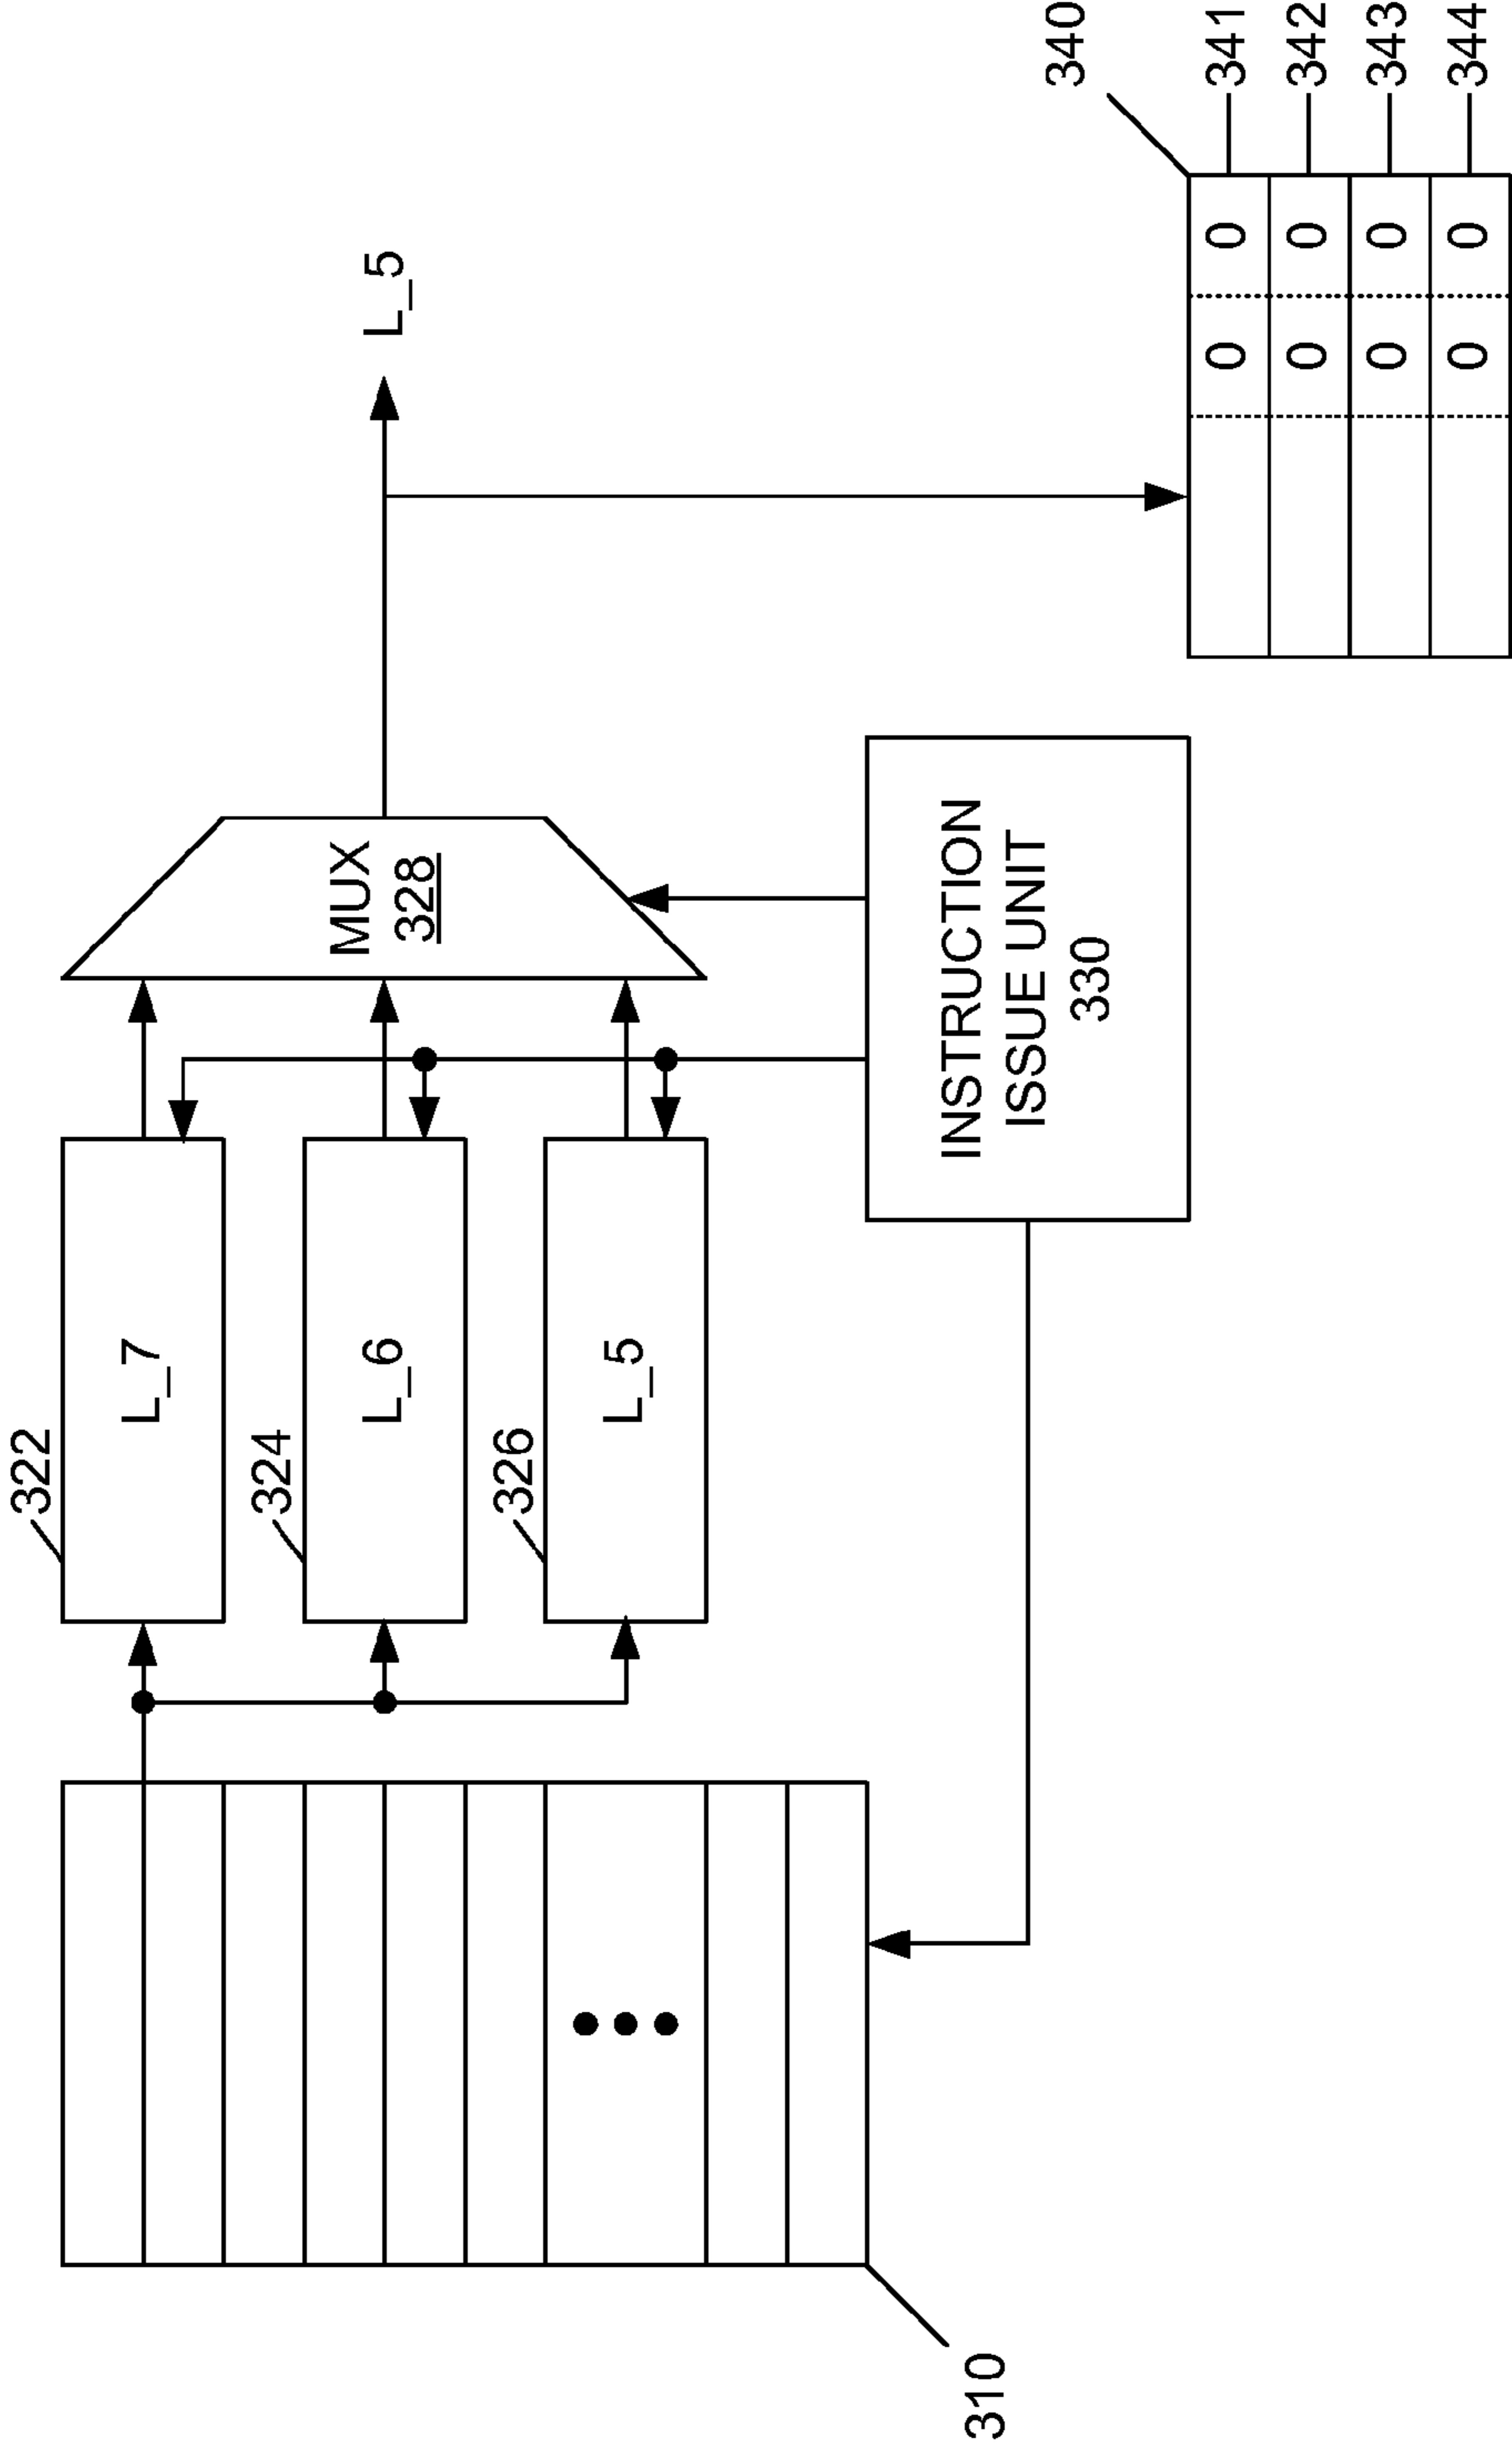 322
L_7
324
L_6
326
L_5
MUX
328
L_5
310
INSTRUCTION
ISSUE UNIT
330
340
0 0 341
0 0 342
0 0 343
0 0 344